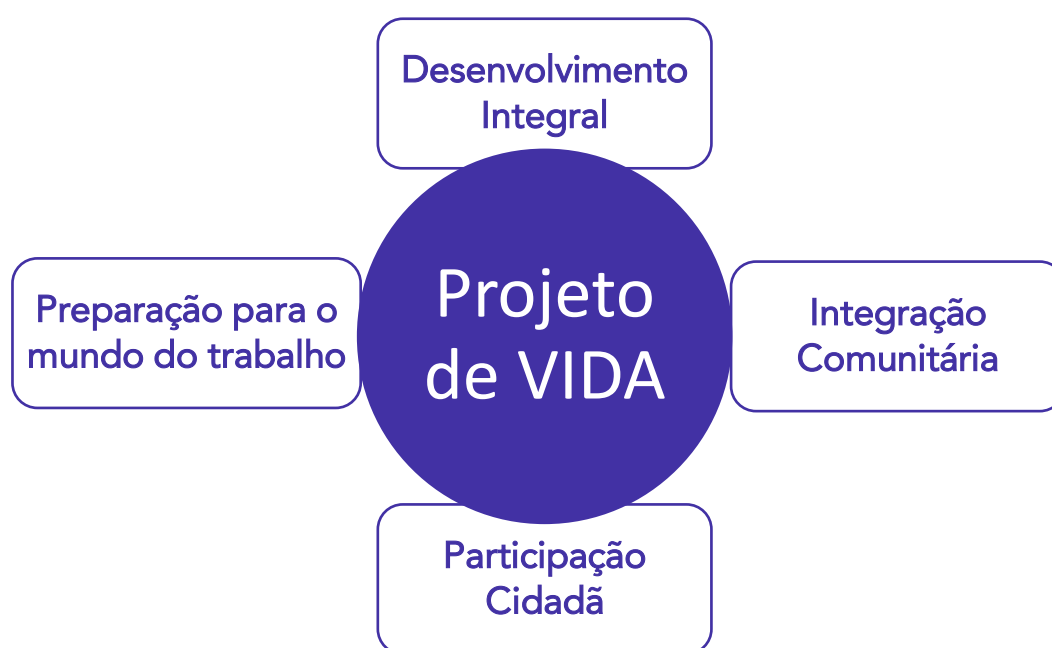 Desenvolvimento
Integral
Preparação para o
mundo do trabalho
Projeto
de VIDA
Integração
Comunitária
Participação
Cidadã